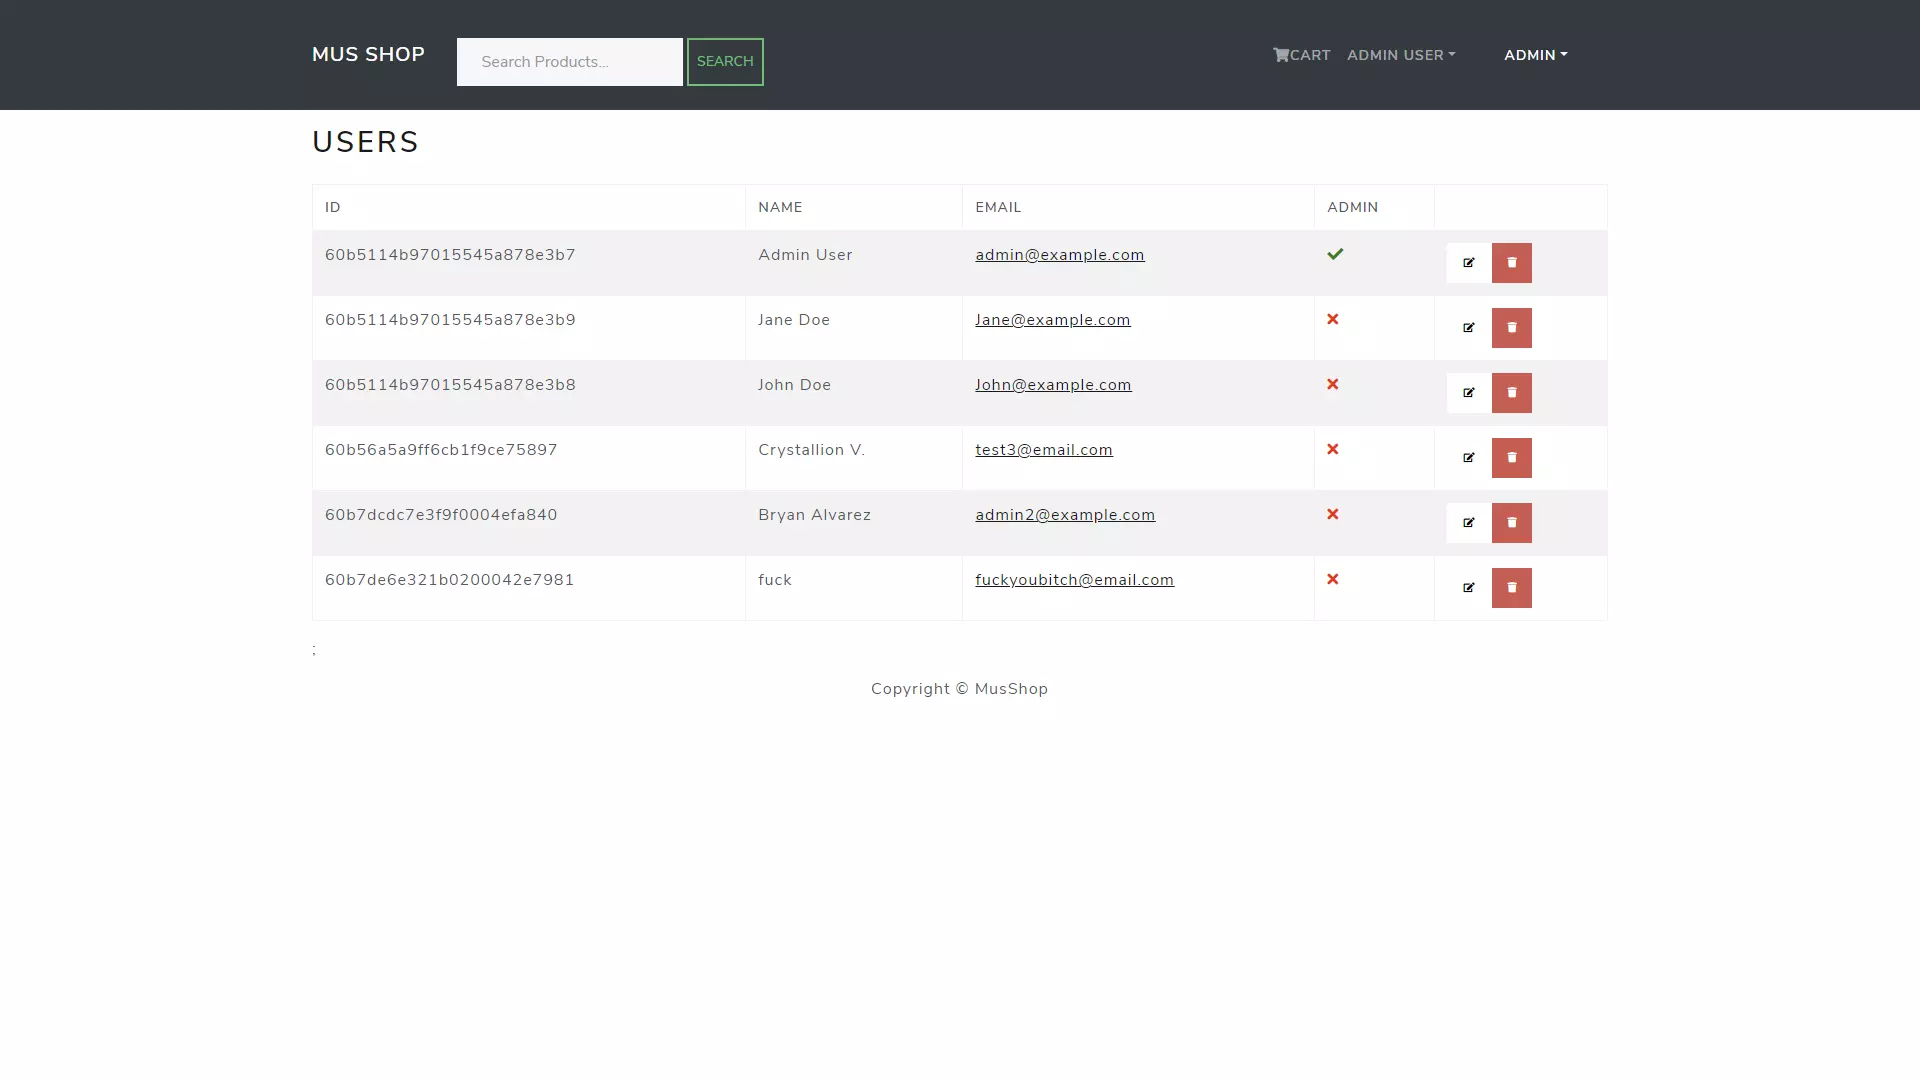 MUS SHOP Search Products... SEARCH CART ADMIN USER ADMIN
USERS
ID NAME EMAIL ADMIN
60b5114b97015545a878e3b7 Admin User admin@example.com
60b5114b97015545a878e3b9 Jane Doe Jane@example.com
60b5114b97015545a878e3b8 John Doe John@example.com
60b56a5a9ff6cb1f9ce75897 Crystallion V. test3@email.com
60b7dcdc7e3f9f0004efa840 Bryan Alvarez admin2@example.com
60b7de6e321b0200042e7981 fuck fuckyoubitch@email.com
;
Copyright © MusShop